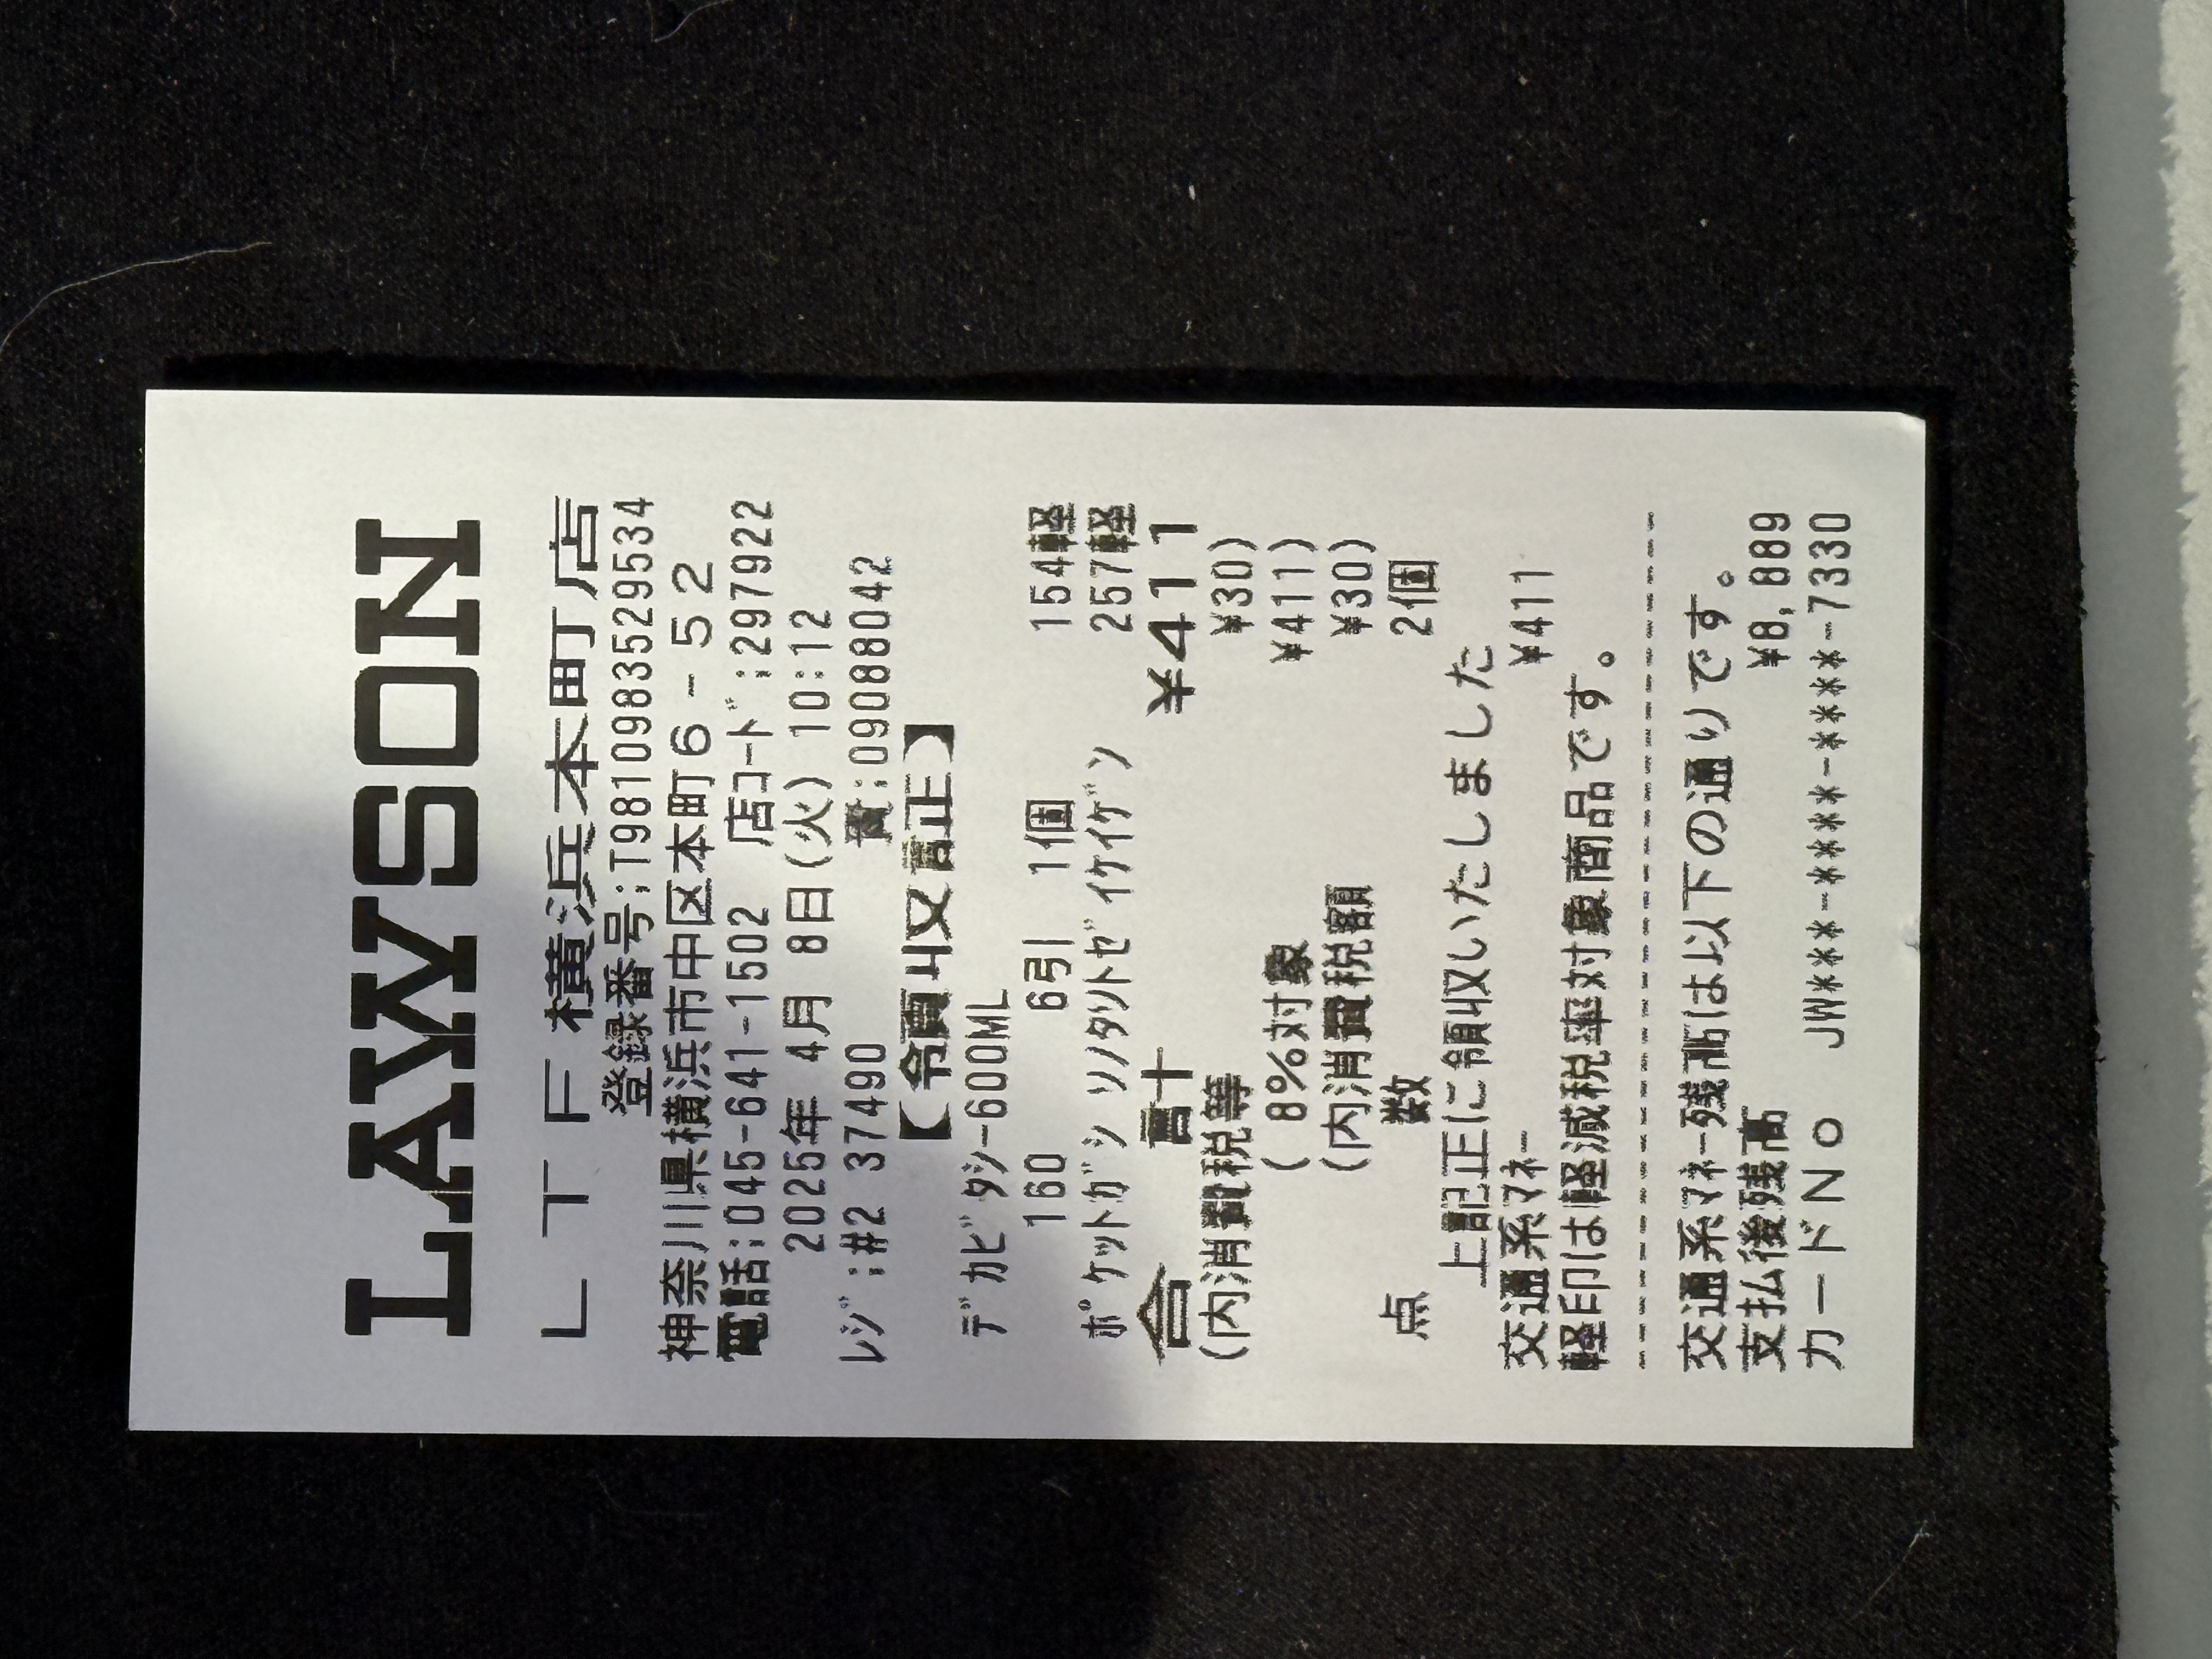 LAWSON
LTF横浜本町店
登録番号;T9810983529534
神奈川県横浜市中区本町6-52
電話;045-641-1502 店ｺｰﾄﾞ;297922
2025年 4月 8日(火) 10:12
ﾚｼﾞ;#2 37490 責;09088042
【領収証】
ﾃﾞｶﾋﾞﾀｼｰ600ML
160 6引 1個 154軽
ﾎﾟｹｯﾄｶﾞｼ ｿﾉﾀｿﾄｾﾞｲｹｲｹﾞﾝ 257軽
合 計 ¥411
(内消費税等 ¥30)
( 8%対象 ¥411)
(内消費税額 ¥30)
点 数 2個
上記正に領収いたしました
交通系ﾏﾈｰ ¥411
軽印は軽減税率対象商品です。
--------------------------------
交通系ﾏﾈｰ残高は以下の通りです。
支払後残高 ¥8,889
カードNo JW***-****-****-7330